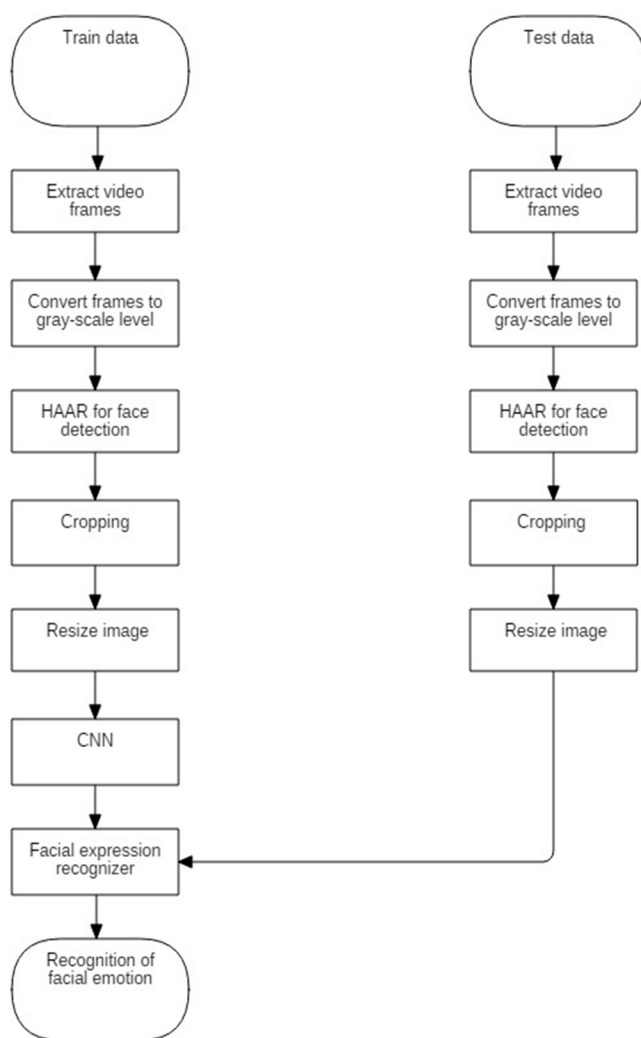 Train data
Extract video
frames
Convert frames to
gray-scale level
HAAR for face
detection
Cropping
Resize image
CNN
Facial expression
recognizer
Recognition of
facial emotion
Test data
Extract video
frames
Convert frames to
gray-scale level
HAAR for face
detection
Cropping
Resize image